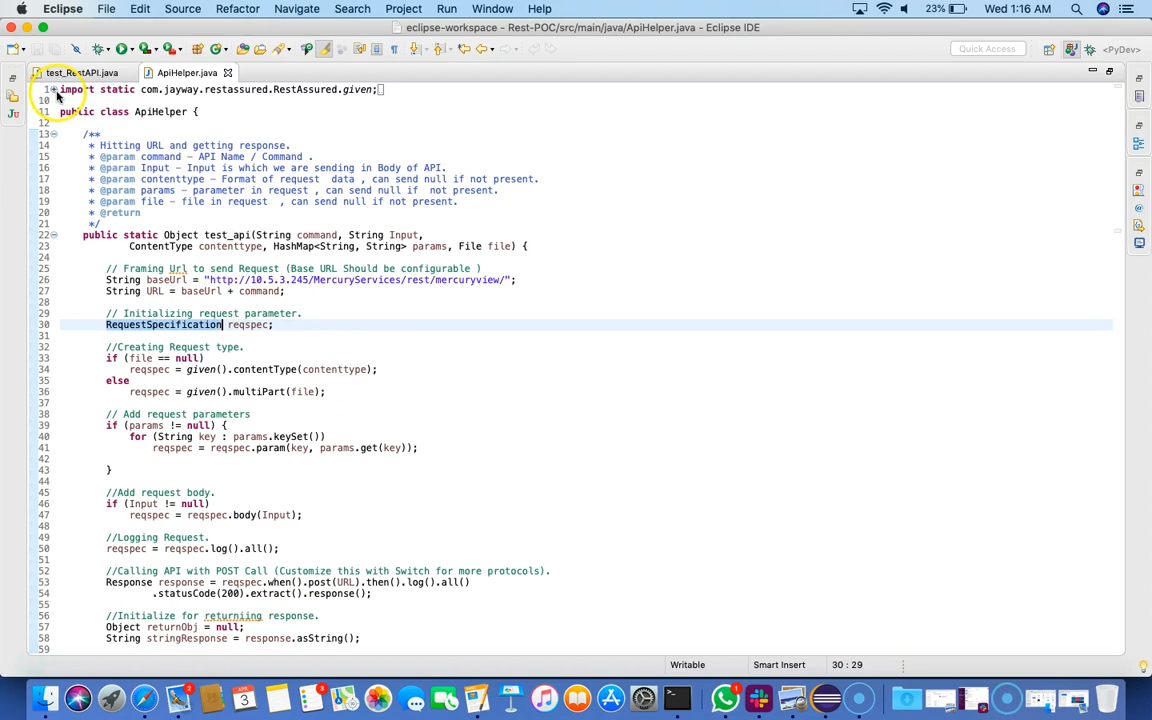 Eclipse File Edit Source Refactor Navigate Search Project Run Window Help 23% Wed 1:16 AM
eclipse-workspace - Rest-POC/src/main/java/ApiHelper.java - Eclipse IDE
Quick Access <PyDev>
test_RestAPI.java ApiHelper.java
1 import static com.jayway.restassured.RestAssured.given;
10
11 public class ApiHelper {
12
13 /**
14 * Hitting URL and getting response.
15 * @param command - API Name / Command .
16 * @param Input - Input is which we are sending in Body of API.
17 * @param contenttype - Format of request  data , can send null if not present.
18 * @param params - parameter in request , can send null if  not present.
19 * @param file - file in request  , can send null if not present.
20 * @return
21 */
22 public static Object test_api(String command, String Input,
23 ContentType contenttype, HashMap<String, String> params, File file) {
24
25 // Framing Url to send Request (Base URL Should be configurable )
26 String baseUrl = "http://10.5.3.245/MercuryServices/rest/mercuryview/";
27 String URL = baseUrl + command;
28
29 // Initializing request parameter.
30 RequestSpecification reqspec;
31
32 //Creating Request type.
33 if (file == null)
34 reqspec = given().contentType(contenttype);
35 else
36 reqspec = given().multiPart(file);
37
38 // Add request parameters
39 if (params != null) {
40 for (String key : params.keySet())
41 reqspec = reqspec.param(key, params.get(key));
42
43 }
44
45 //Add request body.
46 if (Input != null)
47 reqspec = reqspec.body(Input);
48
49 //Logging Request.
50 reqspec = reqspec.log().all();
51
52 //Calling API with POST Call (Customize this with Switch for more protocols).
53 Response response = reqspec.when().post(URL).then().log().all()
54 .statusCode(200).extract().response();
55
56 //Initialize for returniing response.
57 Object returnObj = null;
58 String stringResponse = response.asString();
59
Writable Smart Insert 30 : 29